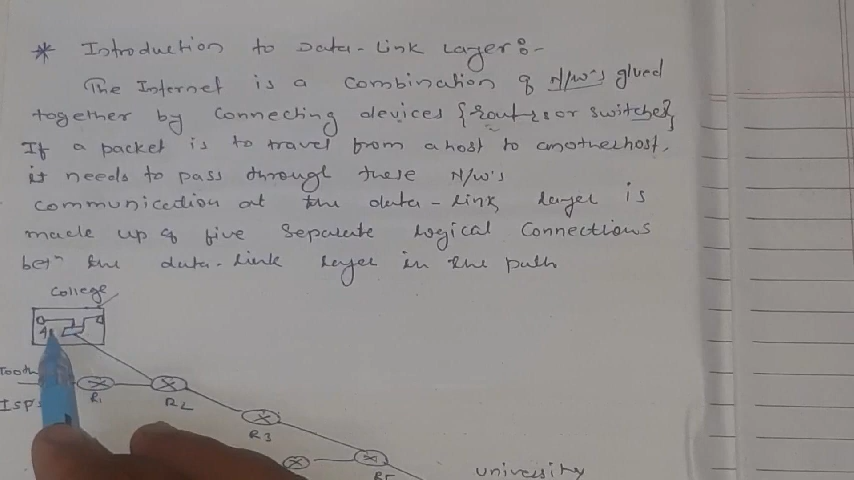 * Introduction to Data-Link Layer:-
The Internet is a combination of N/W's glued
together by connecting devices {routers or switches}
If a packet is to travel from a host to another host,
it needs to pass through these N/W's
communication at the data-link layer is
made up of five separate logical connections
betn the data-link layer in the path
College
A
Tooth
ISPs
R1
R2
R3
R5
University